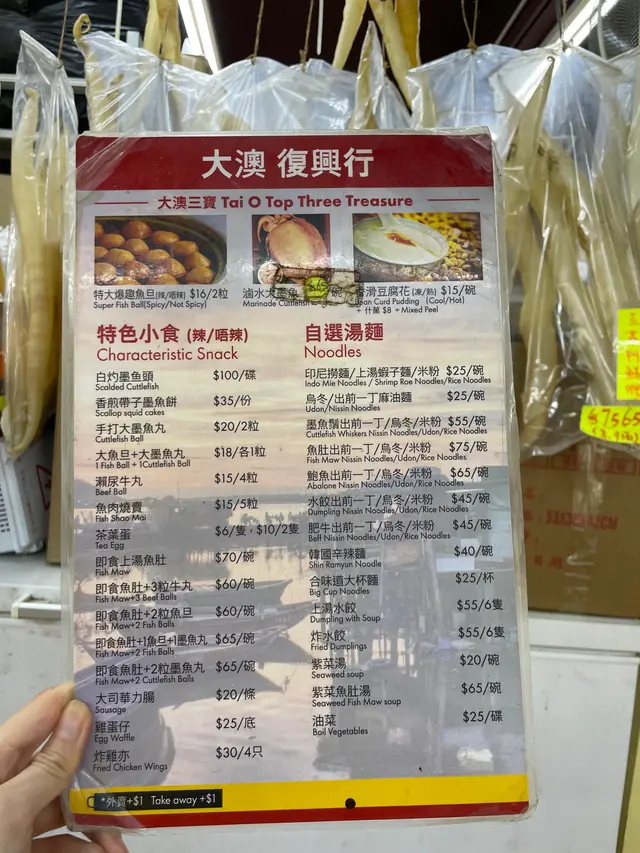 大澳 復興行
大澳三寶 Tai O Top Three Treasure
特大爆趣魚旦(辣/唔辣) $16/2粒
Super Fish Ball(Spicy/Not Spicy)
滷水大墨魚
碗
Marinade Cuttlefish
滑豆腐花(凍/熱) $15/碗
Bean Curd Pudding (Cool/Hot)
+ 什菓 $8 +Mixed Peel
特色小食 (辣/唔辣)
Characteristic Snack
白灼墨鱼頭 $100/碟
Scalded Cuttlefish
香煎帶子墨魚餅 $35/份
Scallop squid cakes
手打大墨魚丸 $20/2粒
Cuttlefish Ball
大魚旦+大墨魚丸 $18/各1粒
1 Fish Ball + 1Cuttlefish Ball
瀨尿牛丸 $15/4粒
Beef Ball
魚肉燒賣 $15/5粒
Fish Shao Mai
茶葉蛋 $6/隻，$10/2隻
Tea Egg
即食上湯魚肚 $70/碗
Fish Maw
即食魚肚+3粒牛丸 $60/碗
Fish Maw+3 Beef Balls
即食魚肚+2粒魚旦 $60/碗
Fish Maw+2 Fish Balls
即食魚肚+1魚旦+1墨魚丸 $65/碗
Fish Maw+2 Fish Balls
即食魚肚+2粒墨魚丸 $65/碗
Fish Maw+2 Cuttlefish Balls
大司華力腸 $20/條
Sausage
雞蛋仔 $25/底
Egg Waffle
炸雞亦 $30/4只
Fried Chicken Wings
自選湯麵
Noodles
印尼撈麵/上湯蝦子麵/米粉 $25/碗
Indo Mie Noodles / Shrimp Roe Noodles/Rice Noodles
烏冬/出前一丁麻油麵 $25/碗
Udon/Nissin Noodles
墨魚鬚出前一丁/烏冬/米粉 $55/碗
Cuttlefish Whiskers Nissin Noodles/Udon/Rice Noodles
魚肚出前一丁/烏冬/米粉 $75/碗
Fish Maw Nissin Noodles/Udon/Rice Noodles
鮑魚出前一丁/烏冬/米粉 $65/碗
Abalone Nissin Noodles/Udon/Rice Noodles
水餃出前一丁/烏冬/米粉 $45/碗
Dumpling Nissin Noodles/Udon/Rice Noodles
肥牛出前一丁/烏冬/米粉 $45/碗
Beff Nissin Noodles/Udon/Rice Noodles
韓國辛辣麵 $40/碗
Shin Ramyun Noodle
合味道大杯麵 $25/杯
Big Cup Noodles
上湯水餃 $55/6隻
Dumpling with Soup
炸水餃 $55/6隻
Fried Dumplings
紫菜湯 $20/碗
Seaweed soup
紫菜魚肚湯 $65/碗
Seaweed Fish Maw soup
油菜 $25/碟
Boil Vegetables
*外賣+$1 Take away +$1